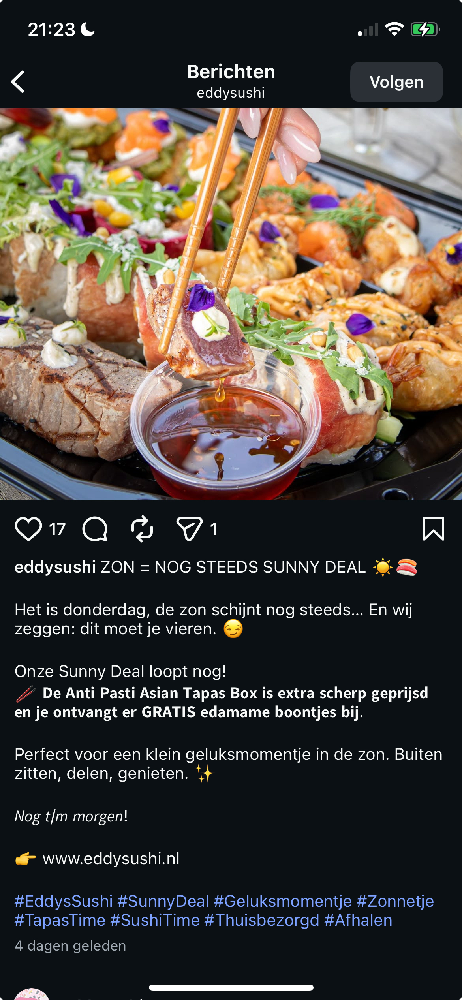 21:23
Berichten
eddysushi
Volgen
17
1
eddysushi ZON = NOG STEEDS SUNNY DEAL ☀️🍣
Het is donderdag, de zon schijnt nog steeds... En wij
zeggen: dit moet je vieren. 😏
Onze Sunny Deal loopt nog!
🥢 De Anti Pasti Asian Tapas Box is extra scherp geprijsd
en je ontvangt er GRATIS edamame boontjes bij.
Perfect voor een klein geluksmomentje in de zon. Buiten
zitten, delen, genieten. ✨
Nog t/m morgen!
👉 www.eddysushi.nl
#EddysSushi #SunnyDeal #Geluksmomentje #Zonnetje
#TapasTime #SushiTime #Thuisbezorgd #Afhalen
4 dagen geleden